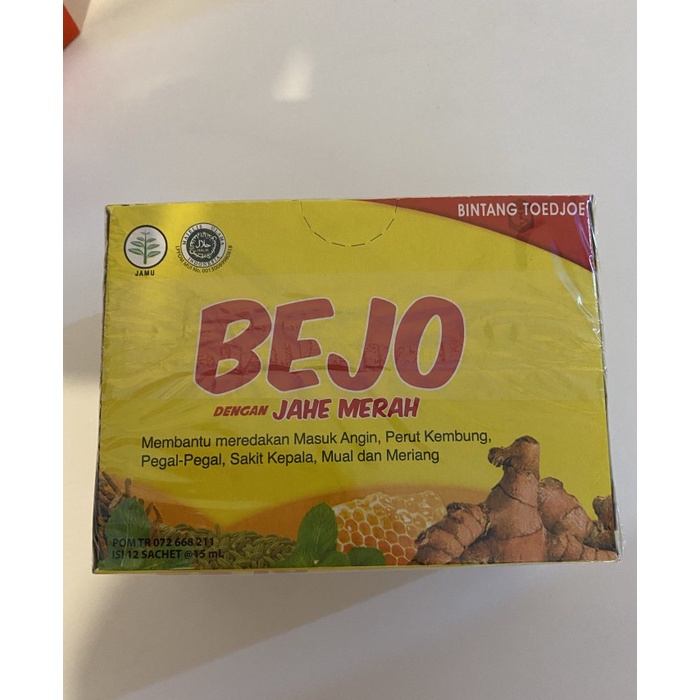 BINTANG TOEDJOE
JAMU
BEJO
DENGAN JAHE MERAH
Membantu meredakan Masuk Angin, Perut Kembung,
Pegal-Pegal, Sakit Kepala, Mual dan Meriang
POM TR 072 668 211
ISI 12 SACHET @15 mL